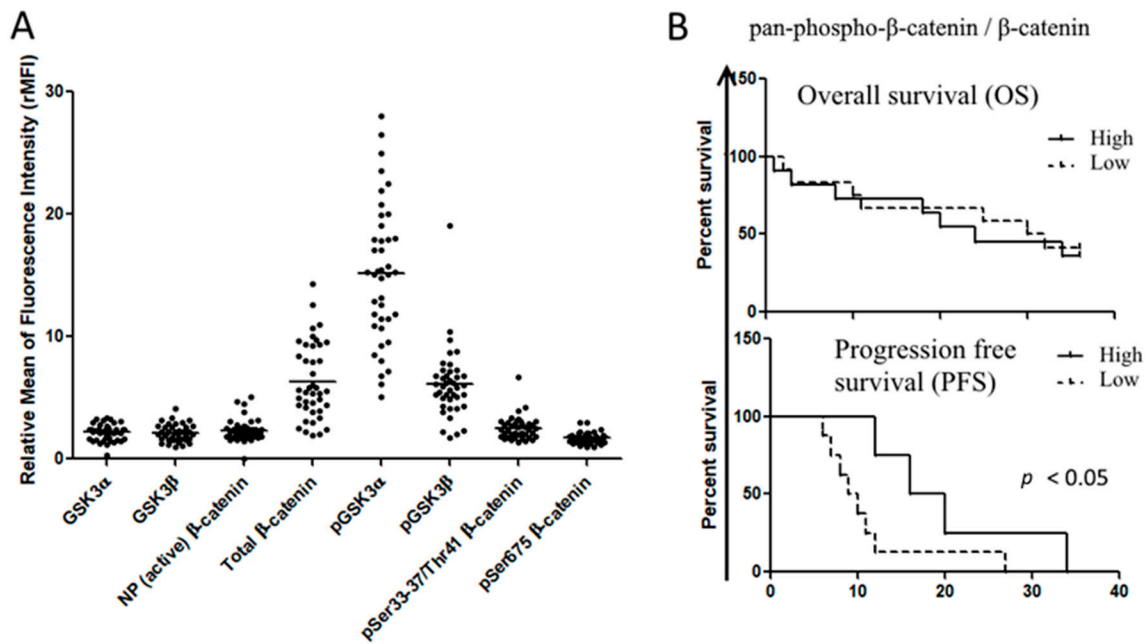 A
Relative Mean of Fluorescence Intensity (rMFI)
30
20
10
0
GSK3α
GSK3β
NP (active) β-catenin
Total β-catenin
pGSK3α
pGSK3β
pSer33-37/Thr41 β-catenin
pSer675 β-catenin
B
pan-phospho-β-catenin / β-catenin
Percent survival
150
100
50
0
Overall survival (OS)
High
Low
Percent survival
150
100
50
0
Progression free
survival (PFS)
High
Low
p < 0.05
0 10 20 30 40